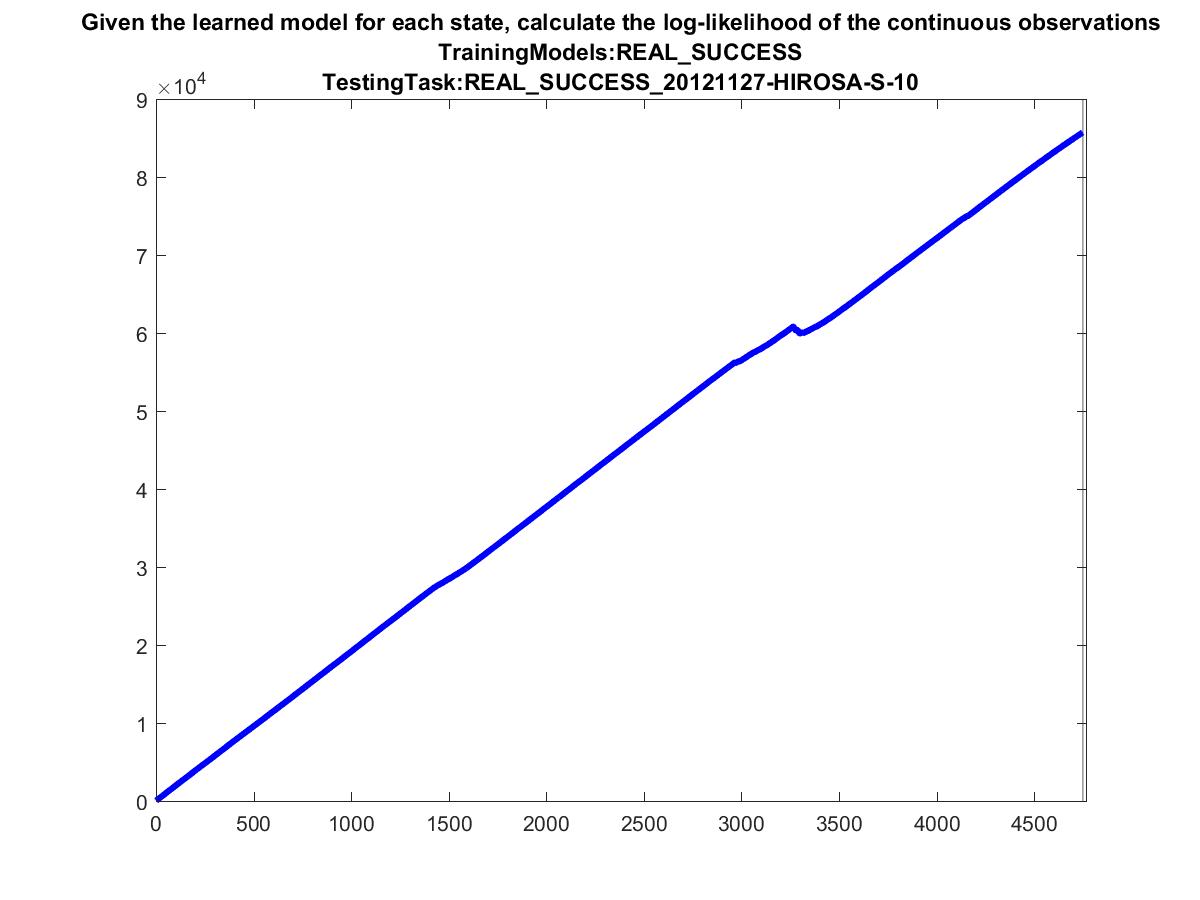 Given the learned model for each state, calculate the log-likelihood of the continuous observations
TrainingModels:REAL_SUCCESS
TestingTask:REAL_SUCCESS_20121127-HIROSA-S-10
×10⁴
9
8
7
6
5
4
3
2
1
0
0 500 1000 1500 2000 2500 3000 3500 4000 4500